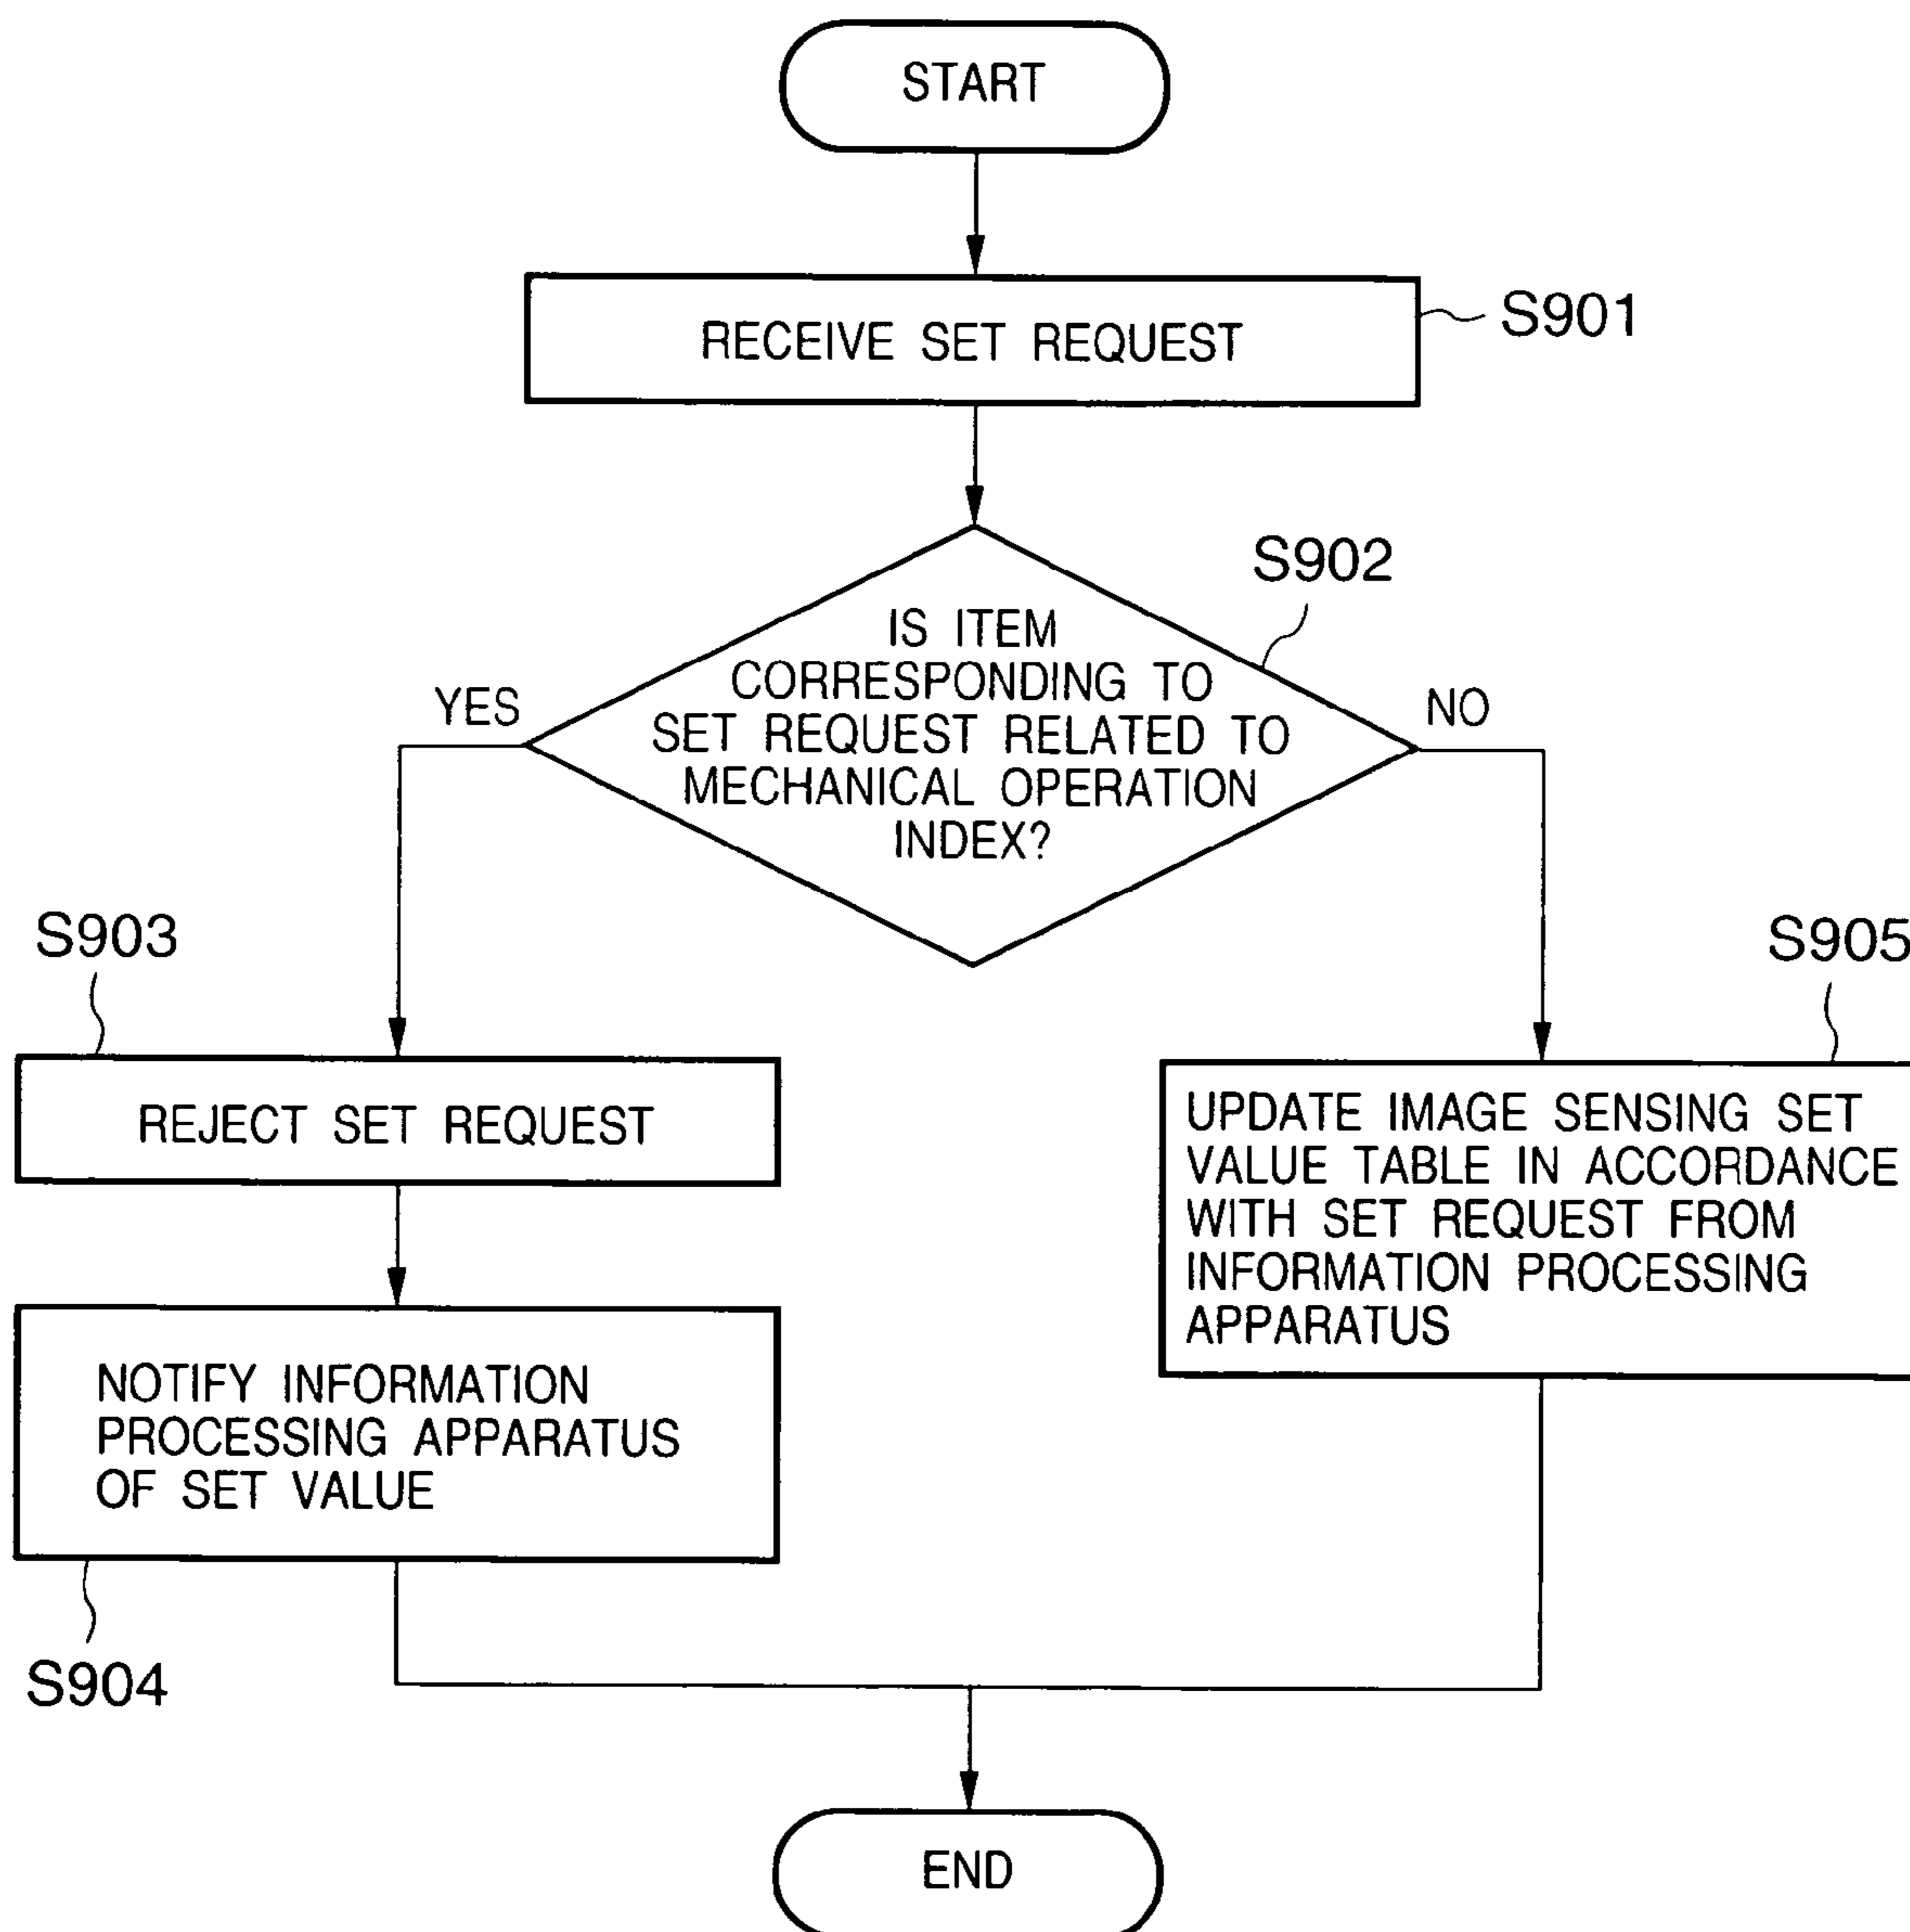 START
RECEIVE SET REQUEST
S901
S902
IS ITEM
CORRESPONDING TO
SET REQUEST RELATED TO
MECHANICAL OPERATION
INDEX?
YES
NO
S903
REJECT SET REQUEST
S905
UPDATE IMAGE SENSING SET
VALUE TABLE IN ACCORDANCE
WITH SET REQUEST FROM
INFORMATION PROCESSING
APPARATUS
NOTIFY INFORMATION
PROCESSING APPARATUS
OF SET VALUE
S904
END